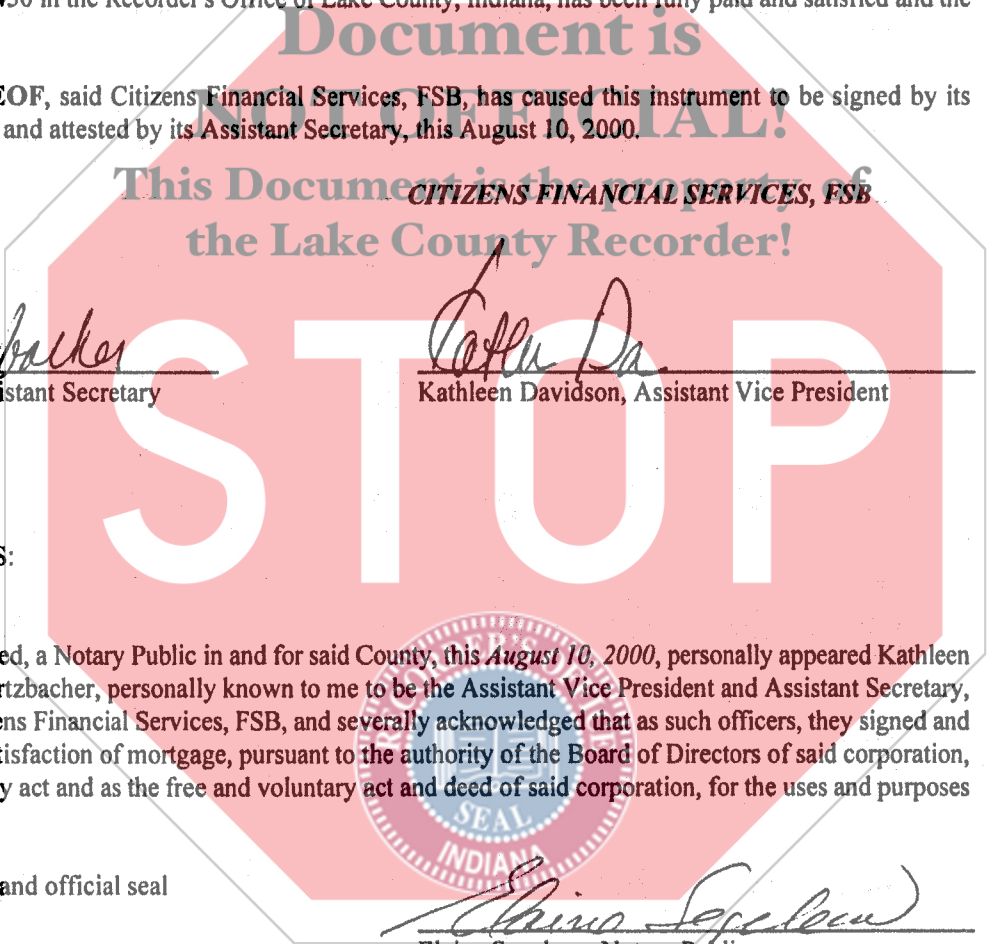 30 in the Recorder's Office of Lake County, Indiana, has been fully paid and satisfied and the
Document is
EOF, said Citizens Financial Services, FSB, has caused this instrument to be signed by its
NOT OFFICIAL!
and attested by its Assistant Secretary, this August 10, 2000.
This Document is the property of
CITIZENS FINANCIAL SERVICES, FSB
the Lake County Recorder!
bacher
istant Secretary
Kathleen Davidson, Assistant Vice President
STOP
S:
ed, a Notary Public in and for said County, this August 10, 2000, personally appeared Kathleen
rtzbacher, personally known to me to be the Assistant Vice President and Assistant Secretary,
ens Financial Services, FSB, and severally acknowledged that as such officers, they signed and
tisfaction of mortgage, pursuant to the authority of the Board of Directors of said corporation,
y act and as the free and voluntary act and deed of said corporation, for the uses and purposes
SEAL
INDIANA
and official seal